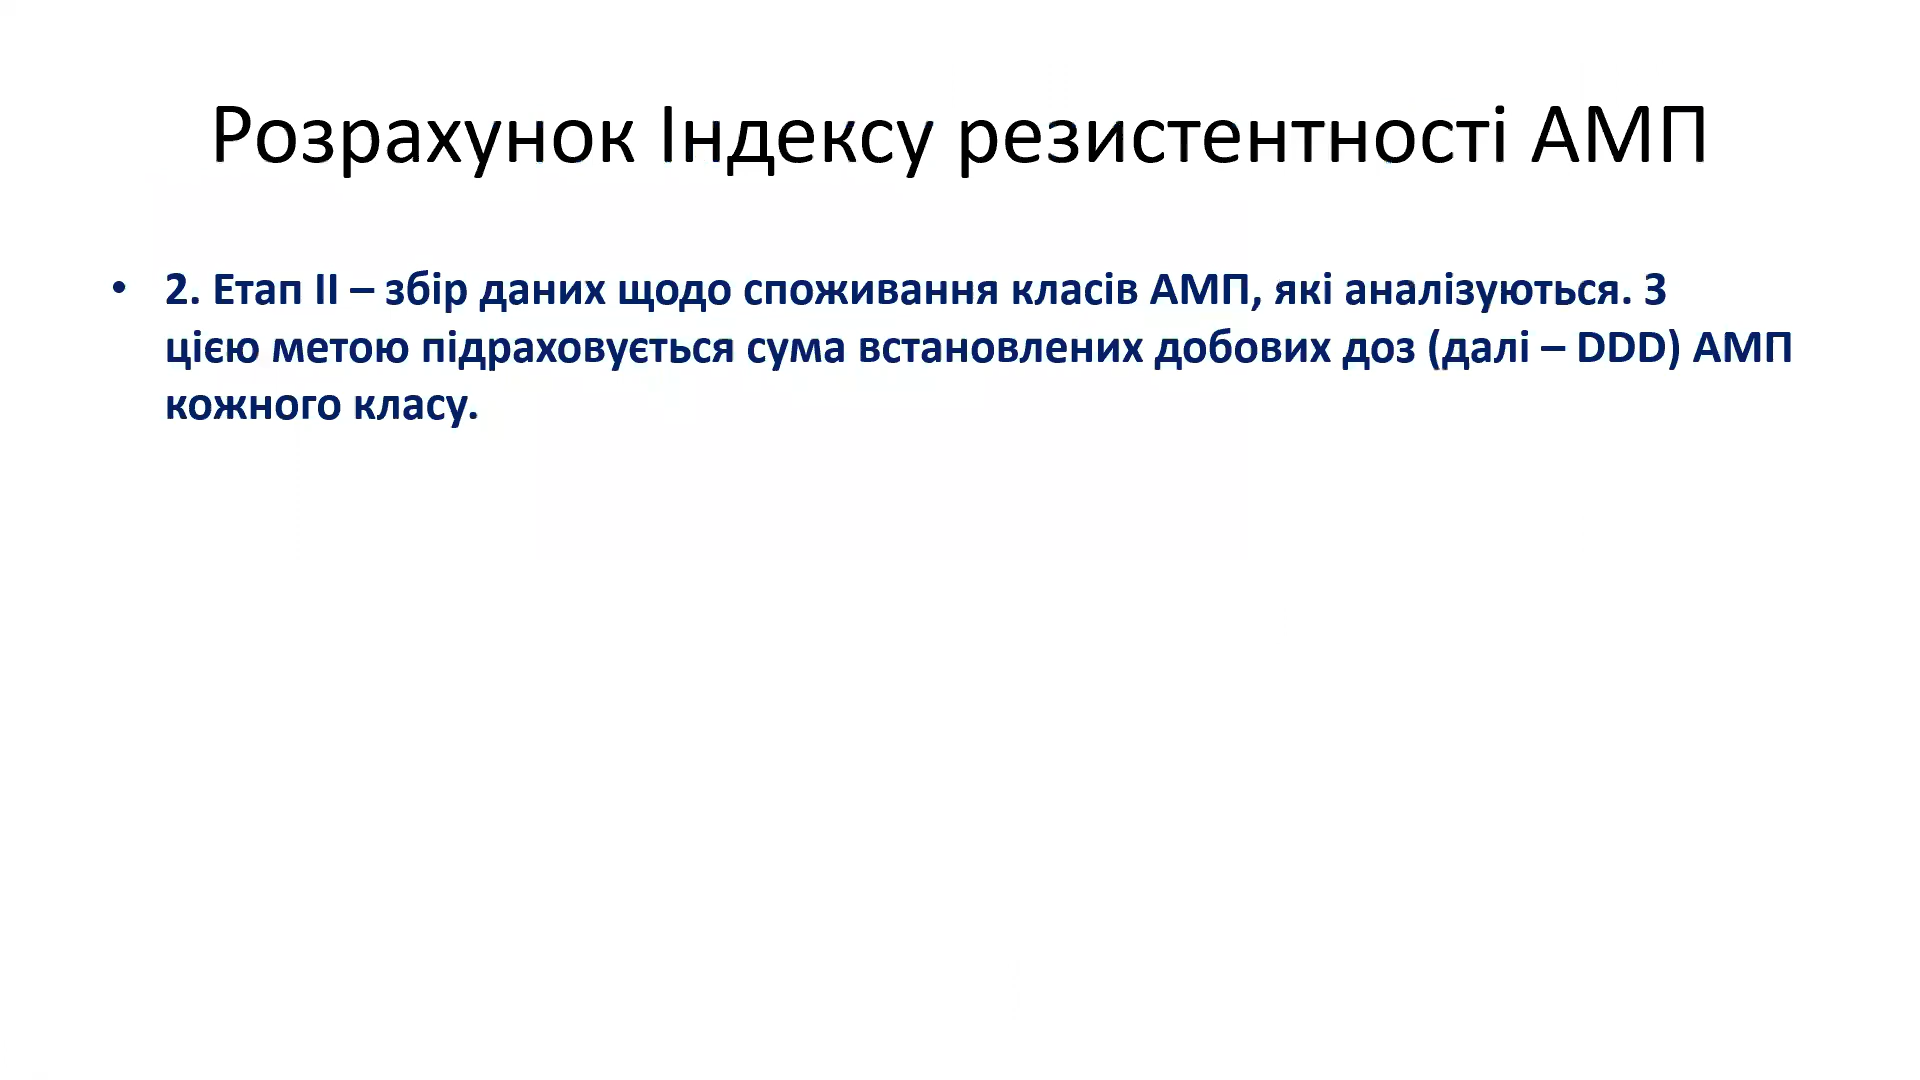 Розрахунок Індексу резистентності АМП
• 2. Етап ІІ – збір даних щодо споживання класів АМП, які аналізуються. З
цією метою підраховується сума встановлених добових доз (далі – DDD) АМП
кожного класу.